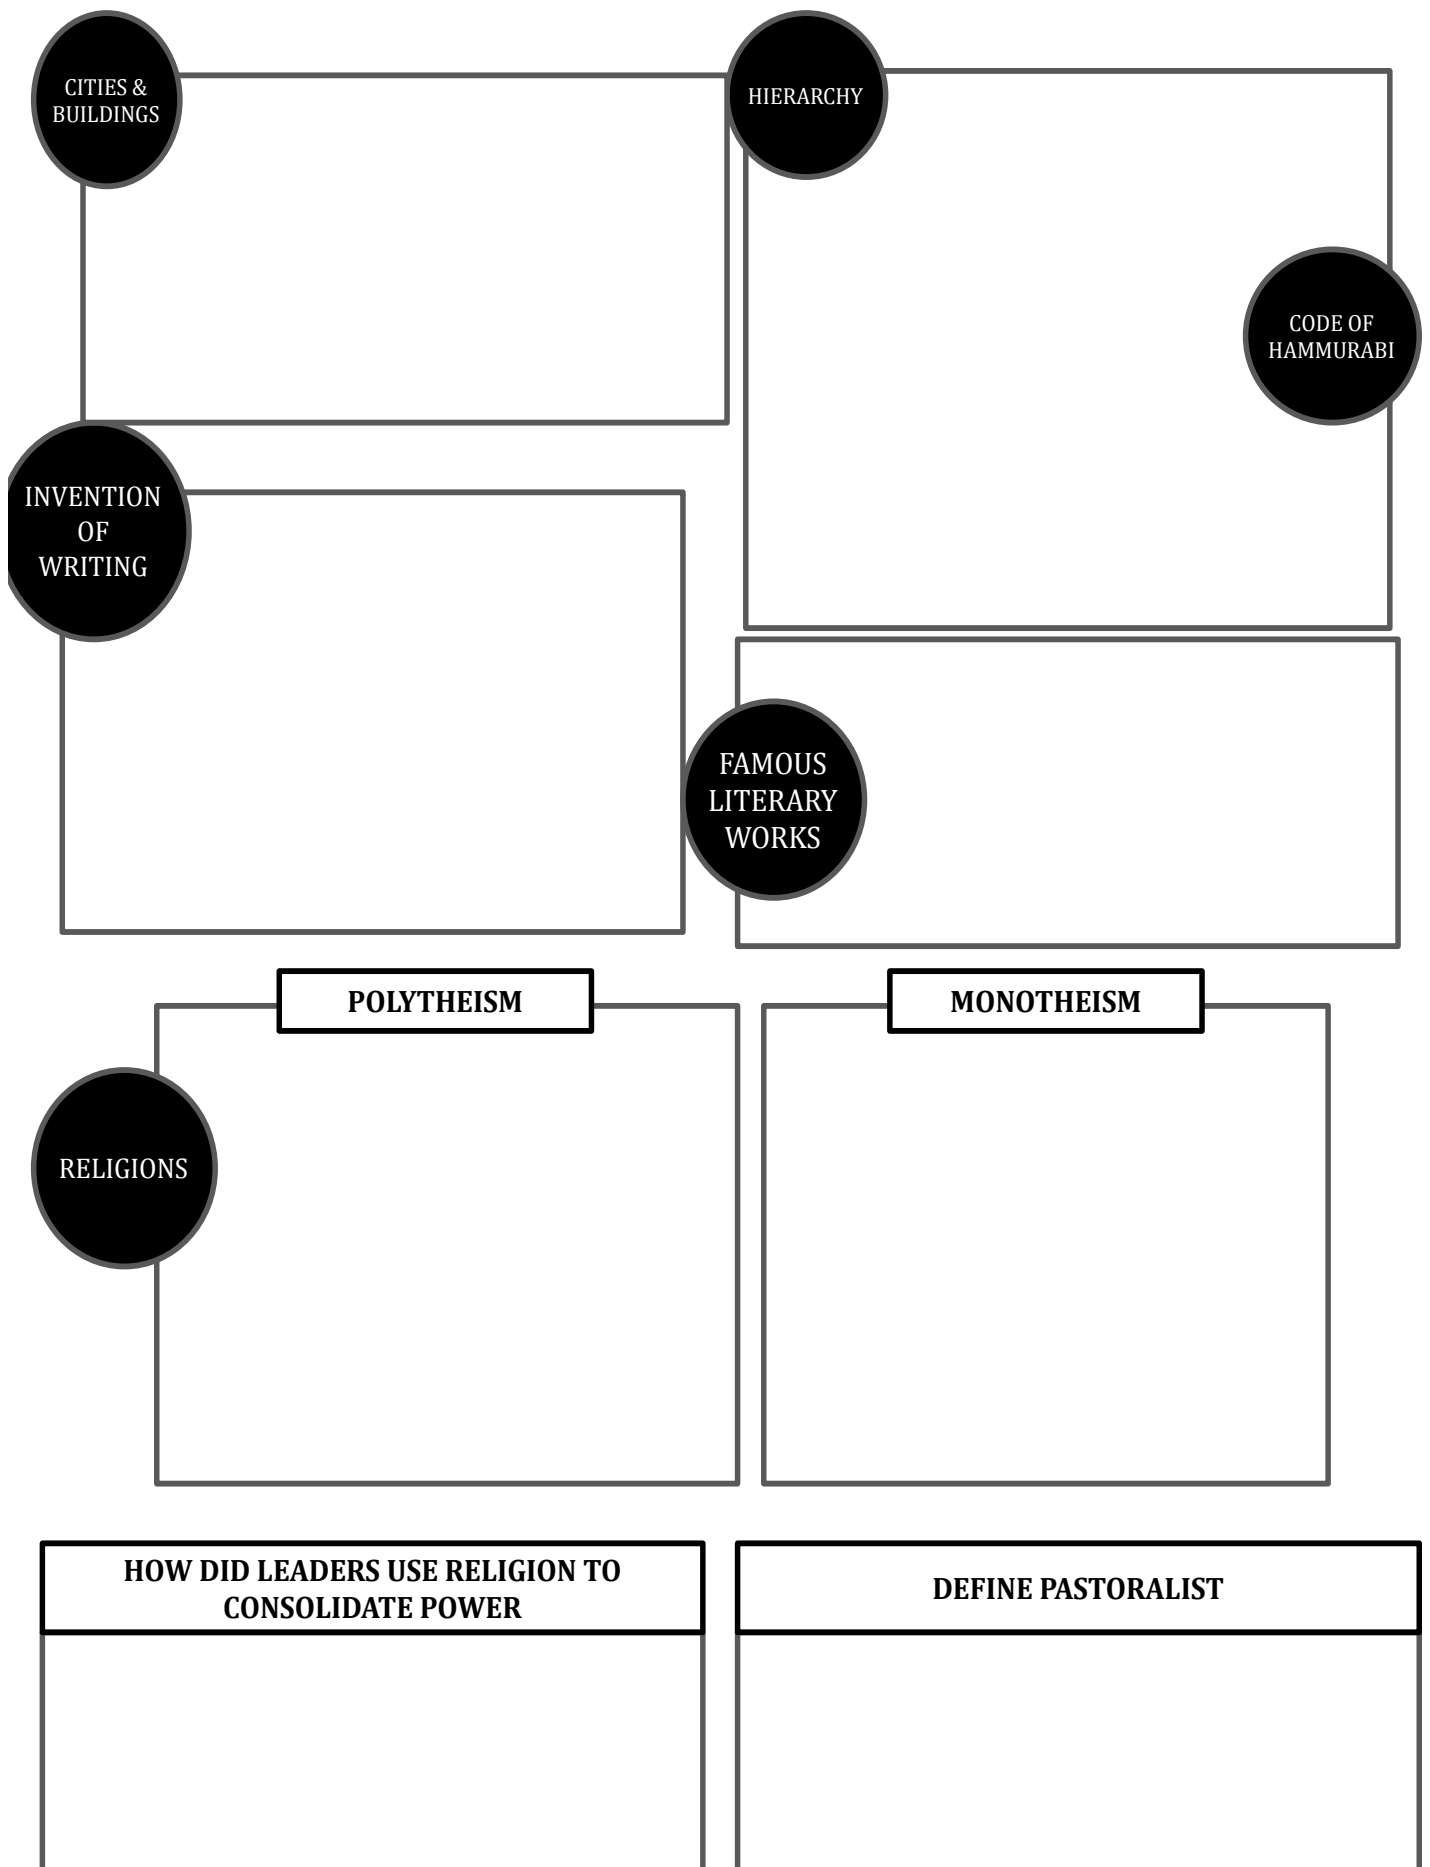 CITIES &
BUILDINGS
HIERARCHY
CODE OF
HAMMURABI
INVENTION
OF
WRITING
FAMOUS
LITERARY
WORKS
POLYTHEISM
MONOTHEISM
RELIGIONS
HOW DID LEADERS USE RELIGION TO
CONSOLIDATE POWER
DEFINE PASTORALIST